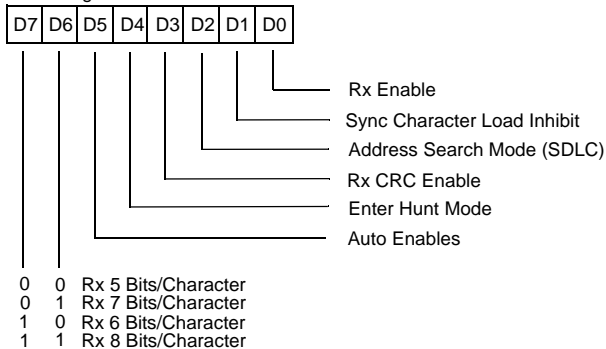 D7 D6 D5 D4 D3 D2 D1 D0
Rx Enable
Sync Character Load Inhibit
Address Search Mode (SDLC)
Rx CRC Enable
Enter Hunt Mode
Auto Enables
0 0 Rx 5 Bits/Character
0 1 Rx 7 Bits/Character
1 0 Rx 6 Bits/Character
1 1 Rx 8 Bits/Character